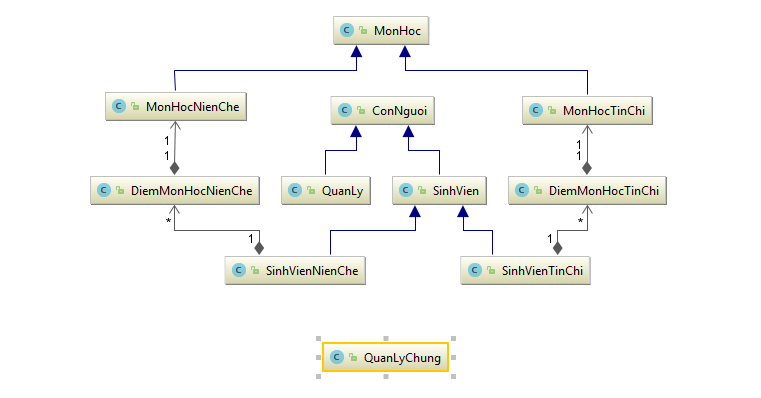 MonHoc
MonHocNienChe
ConNguoi
MonHocTinChi
1
1
1
1
DiemMonHocNienChe
QuanLy
SinhVien
DiemMonHocTinChi
*
*
1
1
SinhVienNienChe
SinhVienTinChi
QuanLyChung